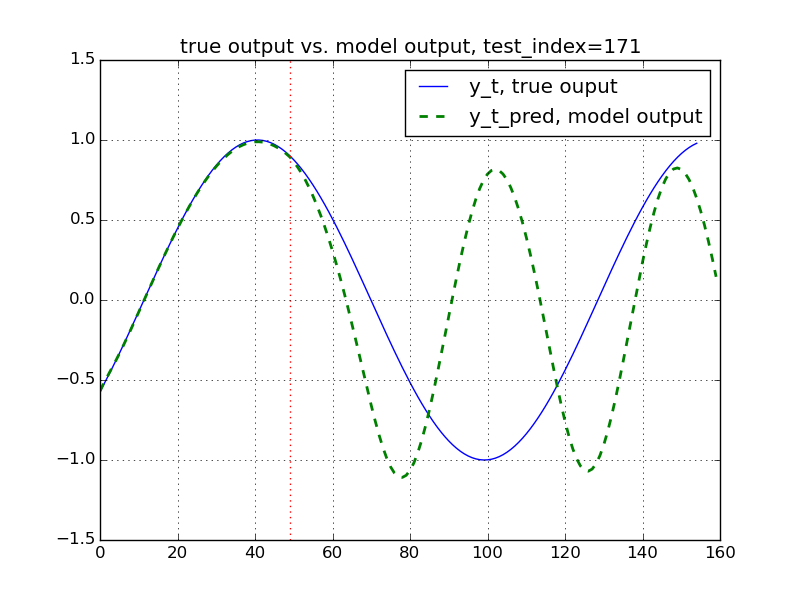 true output vs. model output, test_index=171
y_t, true ouput
y_t_pred, model output
1.5
1.0
0.5
0.0
−0.5
−1.0
−1.5
0 20 40 60 80 100 120 140 160